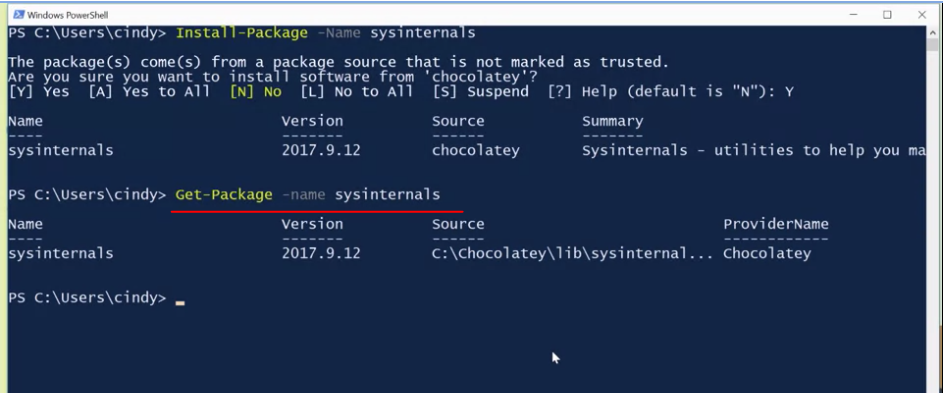 Windows PowerShell
PS C:\Users\cindy> Install-Package -Name sysinternals
The package(s) come(s) from a package source that is not marked as trusted.
Are you sure you want to install software from 'chocolatey'?
[Y] Yes [A] Yes to All [N] No [L] No to All [S] Suspend [?] Help (default is "N"): Y
Name Version Source Summary
---- ------- ------ -------
sysinternals 2017.9.12 chocolatey Sysinternals - utilities to help you ma
PS C:\Users\cindy> Get-Package -name sysinternals
Name Version Source ProviderName
---- ------- ------ ------------
sysinternals 2017.9.12 C:\Chocolatey\lib\sysinternal... Chocolatey
PS C:\Users\cindy>